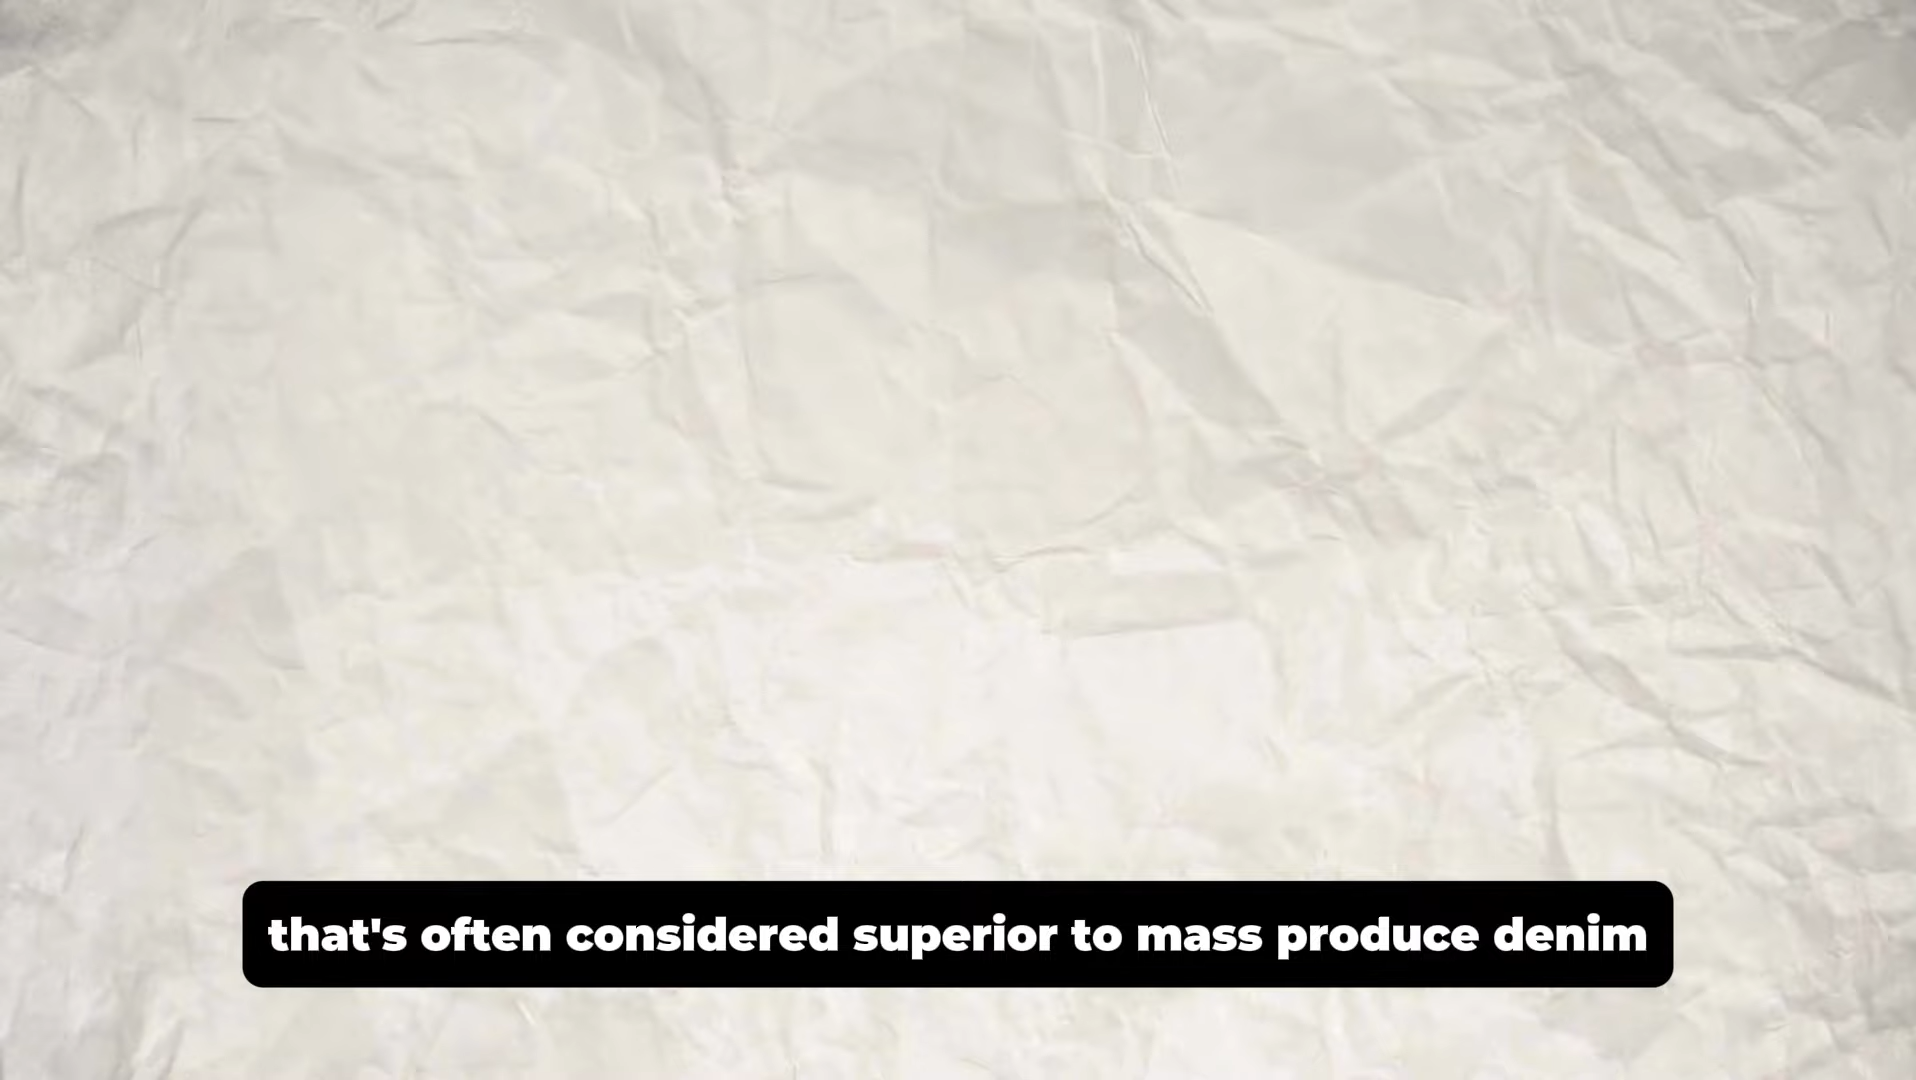 that's often considered superior to mass produce denim